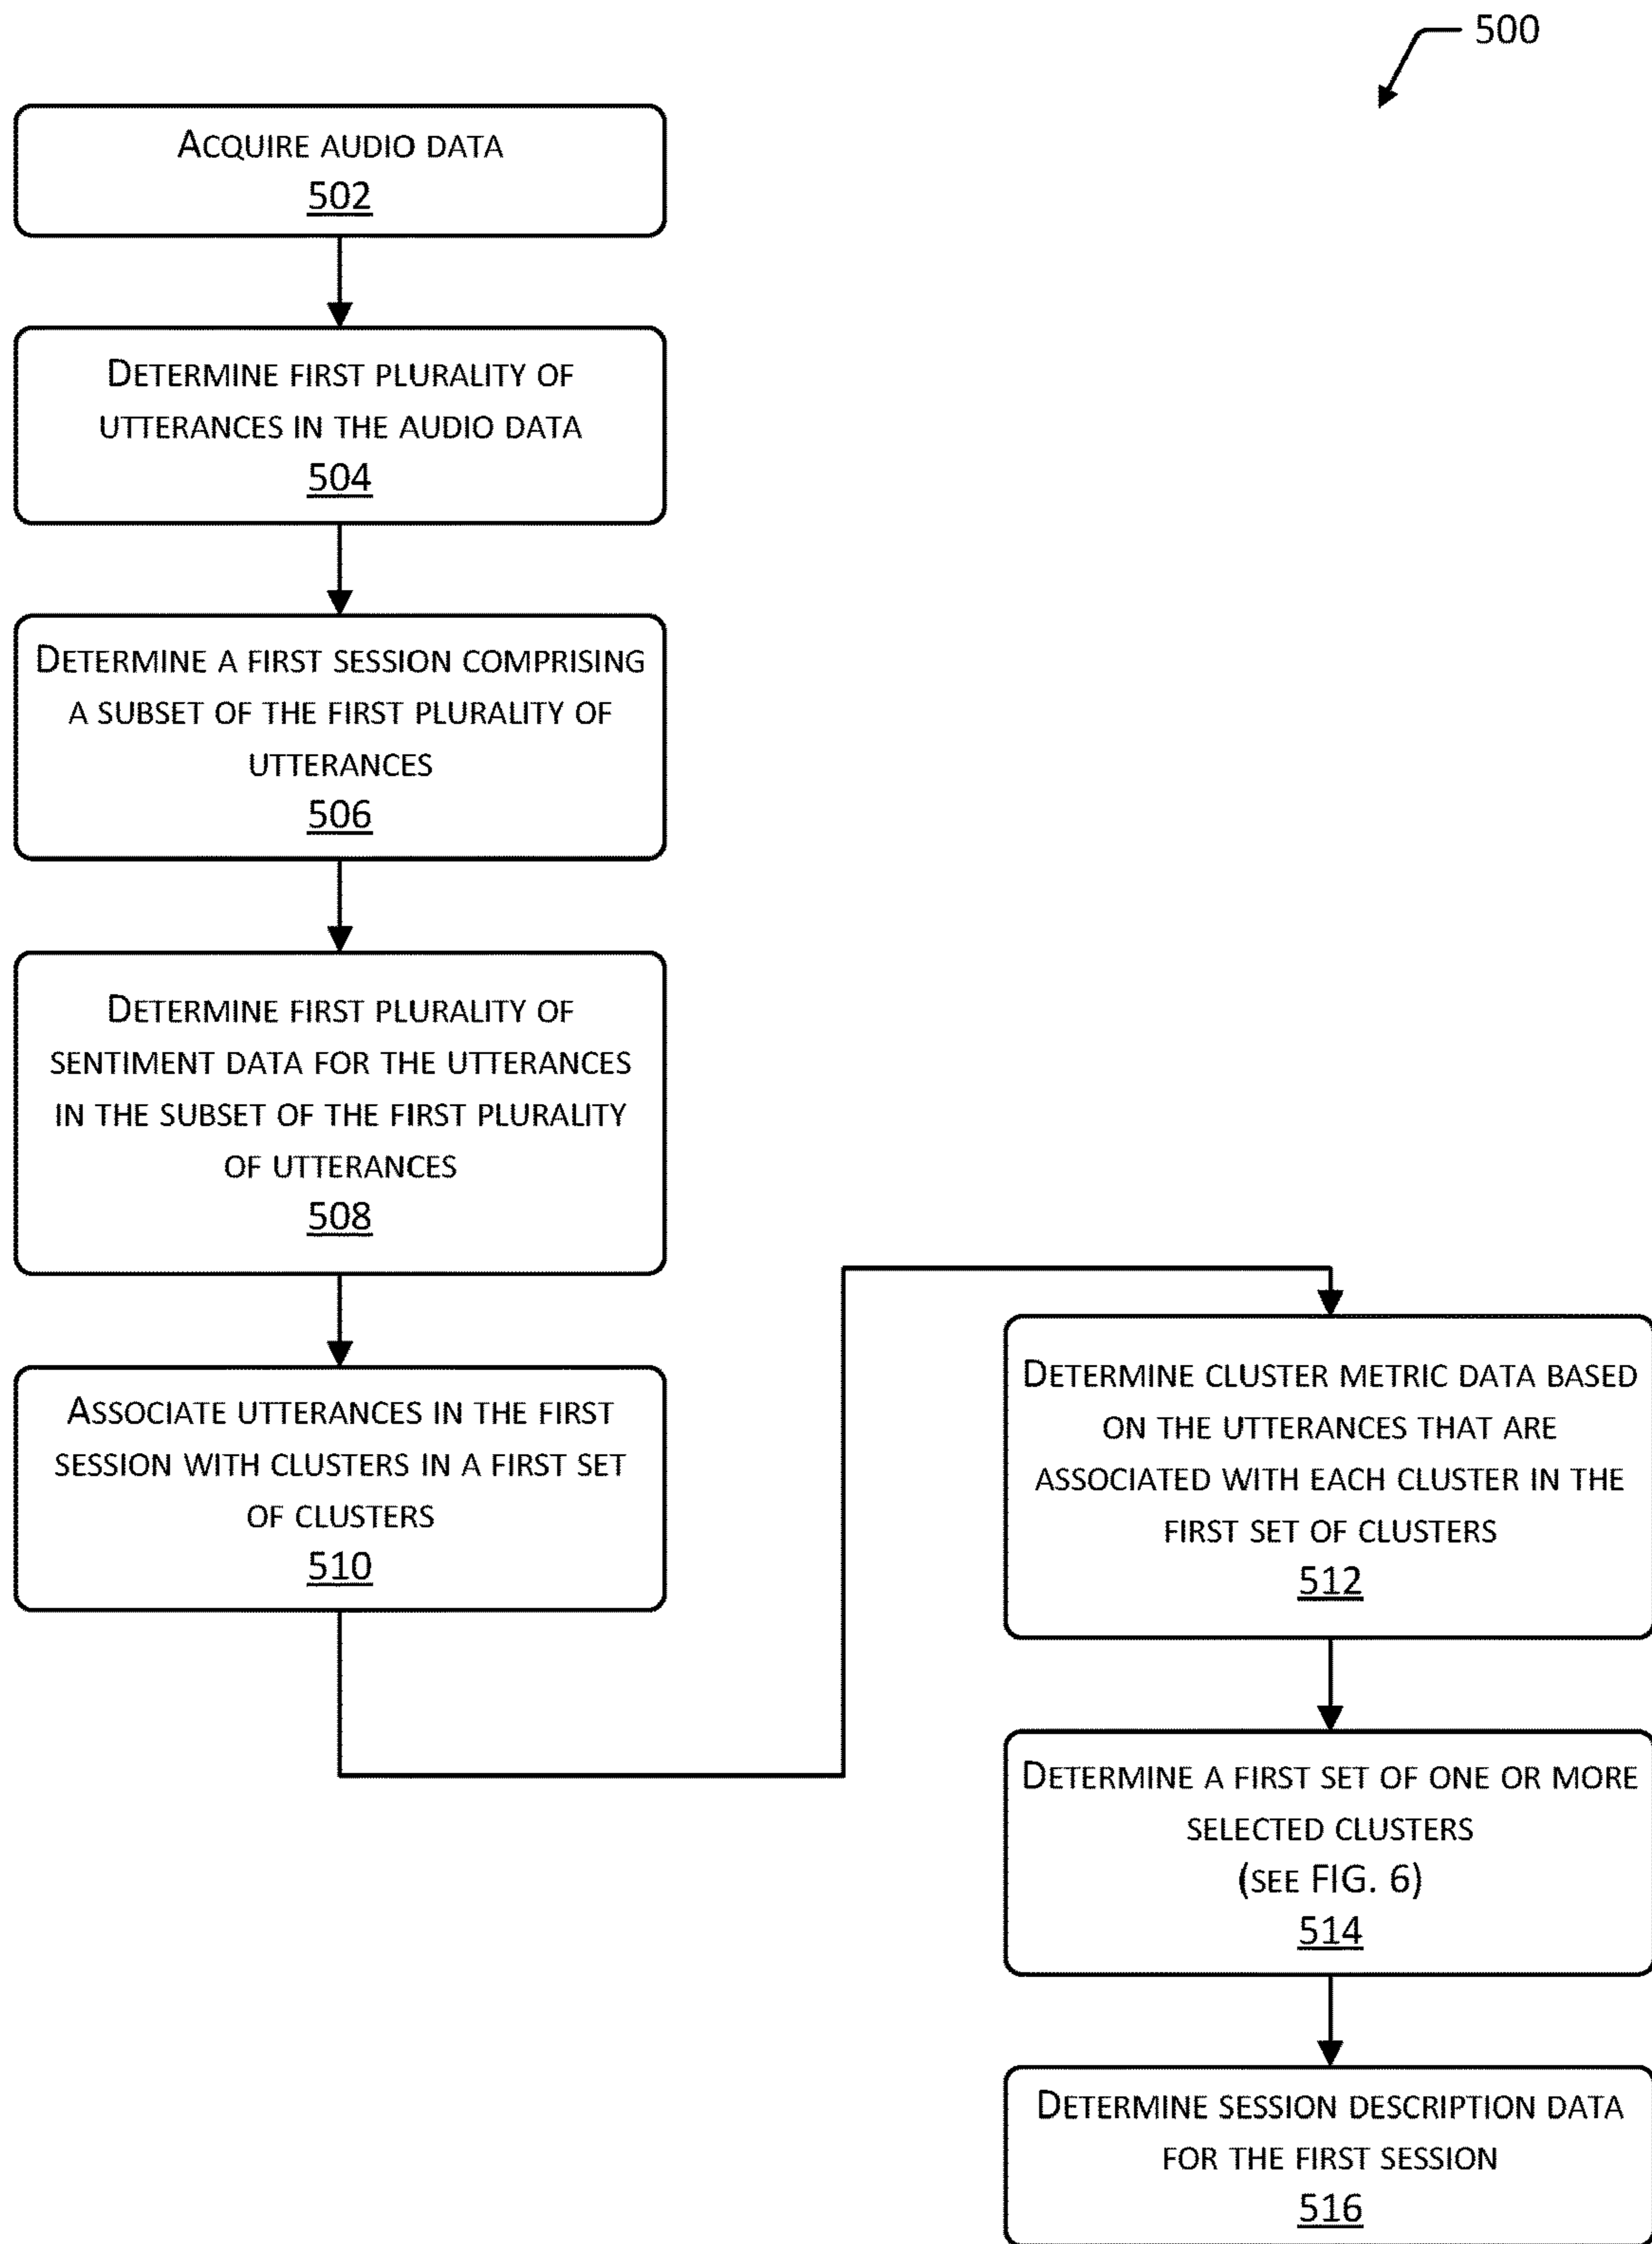 500
ACQUIRE AUDIO DATA
502
DETERMINE FIRST PLURALITY OF
UTTERANCES IN THE AUDIO DATA
504
DETERMINE A FIRST SESSION COMPRISING
A SUBSET OF THE FIRST PLURALITY OF
UTTERANCES
506
DETERMINE FIRST PLURALITY OF
SENTIMENT DATA FOR THE UTTERANCES
IN THE SUBSET OF THE FIRST PLURALITY
OF UTTERANCES
508
ASSOCIATE UTTERANCES IN THE FIRST
SESSION WITH CLUSTERS IN A FIRST SET
OF CLUSTERS
510
DETERMINE CLUSTER METRIC DATA BASED
ON THE UTTERANCES THAT ARE
ASSOCIATED WITH EACH CLUSTER IN THE
FIRST SET OF CLUSTERS
512
DETERMINE A FIRST SET OF ONE OR MORE
SELECTED CLUSTERS
(SEE FIG. 6)
514
DETERMINE SESSION DESCRIPTION DATA
FOR THE FIRST SESSION
516